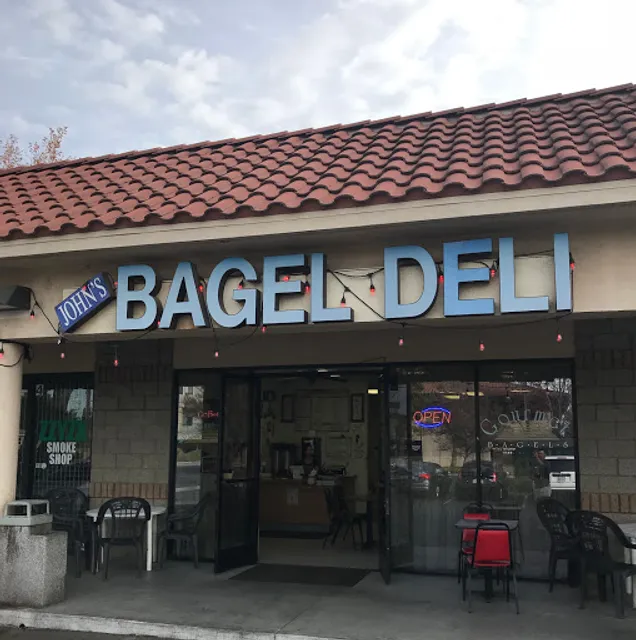 JOHN'S
BAGEL DELI
OPEN
Gourmet
BAGELS
SMOKE
SHOP